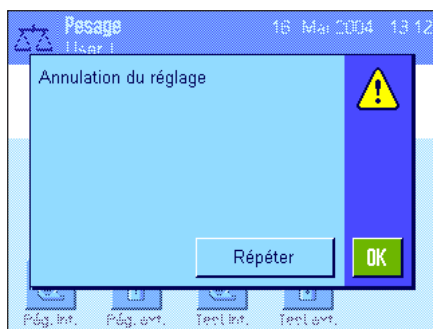 Pesage 16 Mai 2004 13:12
User 1
Annulation du réglage
Répéter
OK
Rég. int. Rég. ext. Test int. Test ext.